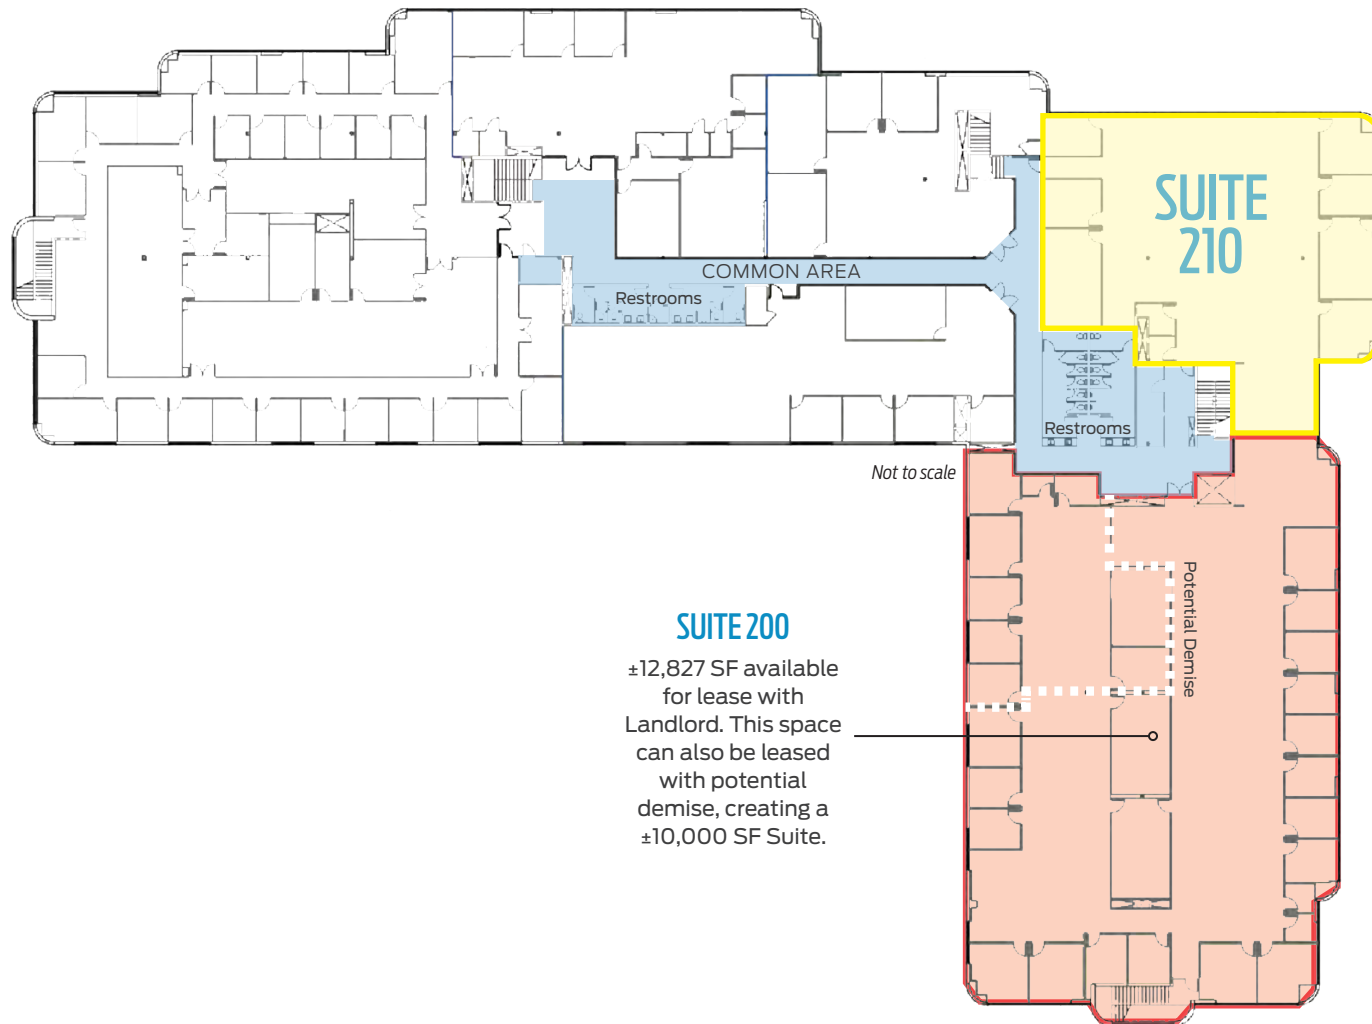 SUITE
210
COMMON AREA
Restrooms
Restrooms
Not to scale
Potential Demise
SUITE 200
±12,827 SF available
for lease with
Landlord. This space
can also be leased
with potential
demise, creating a
±10,000 SF Suite.